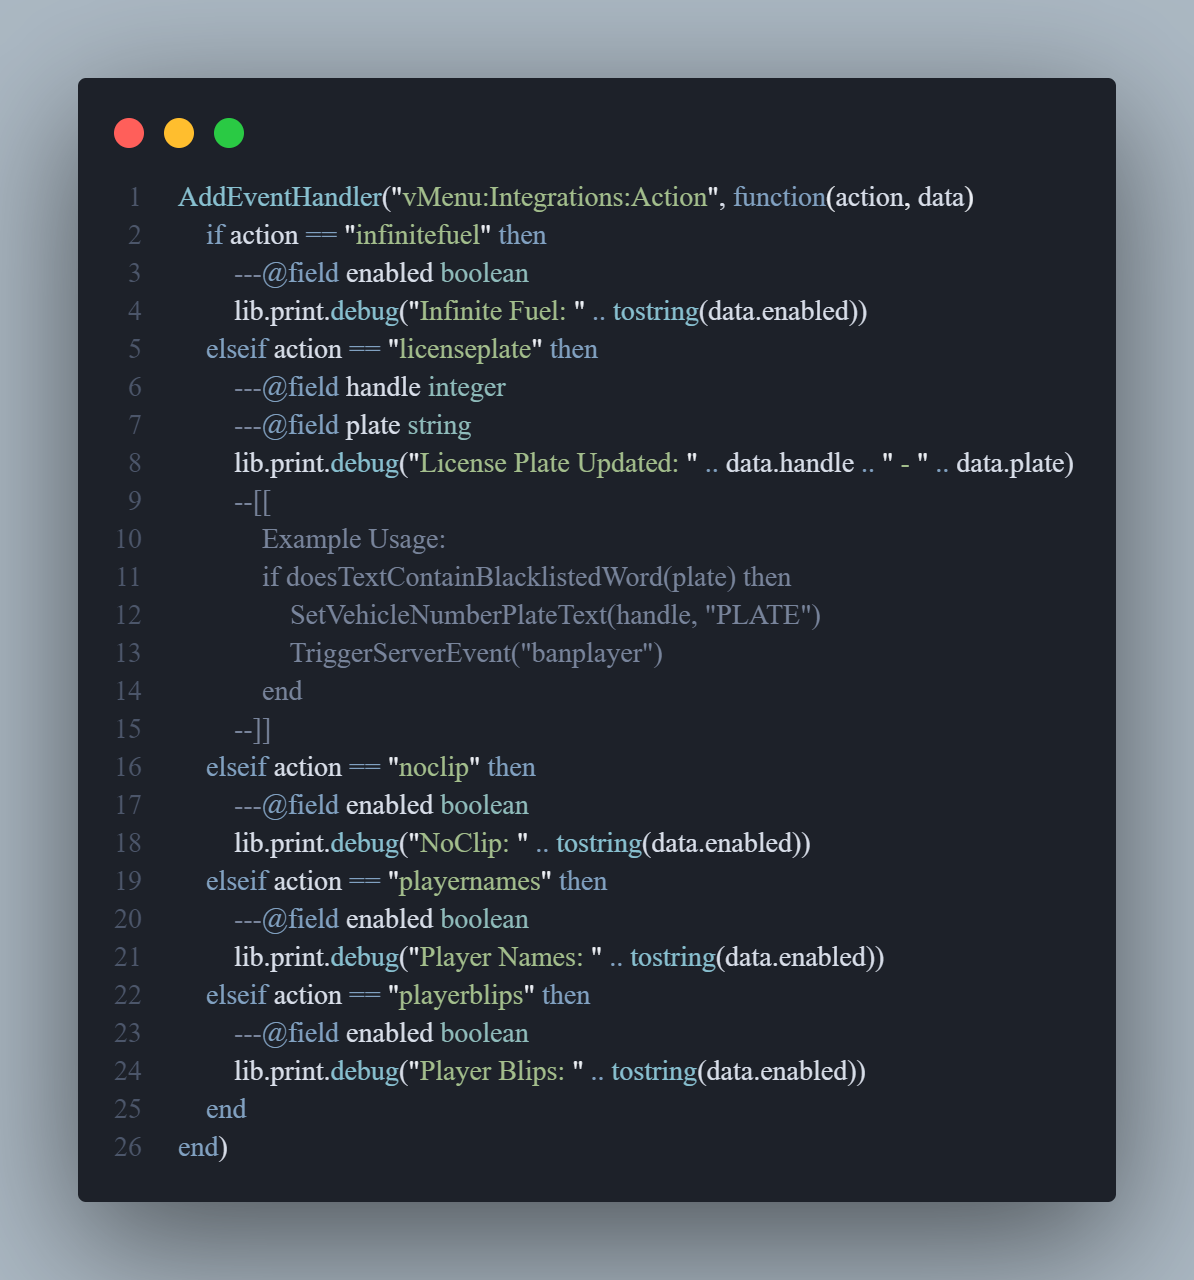 1 AddEventHandler("vMenu:Integrations:Action", function(action, data)
2     if action == "infinitefuel" then
3         ---@field enabled boolean
4         lib.print.debug("Infinite Fuel: " .. tostring(data.enabled))
5     elseif action == "licenseplate" then
6         ---@field handle integer
7         ---@field plate string
8         lib.print.debug("License Plate Updated: " .. data.handle .. " - " .. data.plate)
9         --[[
10             Example Usage:
11             if doesTextContainBlacklistedWord(plate) then
12                 SetVehicleNumberPlateText(handle, "PLATE")
13                 TriggerServerEvent("banplayer")
14             end
15         --]]
16     elseif action == "noclip" then
17         ---@field enabled boolean
18         lib.print.debug("NoClip: " .. tostring(data.enabled))
19     elseif action == "playernames" then
20         ---@field enabled boolean
21         lib.print.debug("Player Names: " .. tostring(data.enabled))
22     elseif action == "playerblips" then
23         ---@field enabled boolean
24         lib.print.debug("Player Blips: " .. tostring(data.enabled))
25     end
26 end)